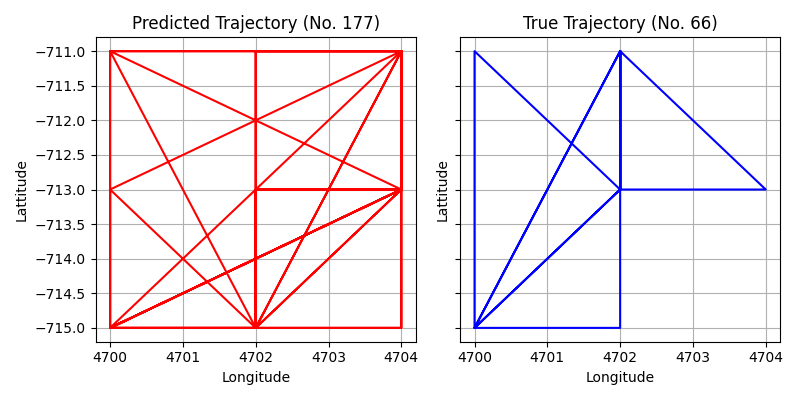 Predicted Trajectory (No. 177)
True Trajectory (No. 66)
Lattitude
−711.0
−711.5
−712.0
−712.5
−713.0
−713.5
−714.0
−714.5
−715.0
4700 4701 4702 4703 4704
Longitude
Lattitude
4700 4701 4702 4703 4704
Longitude